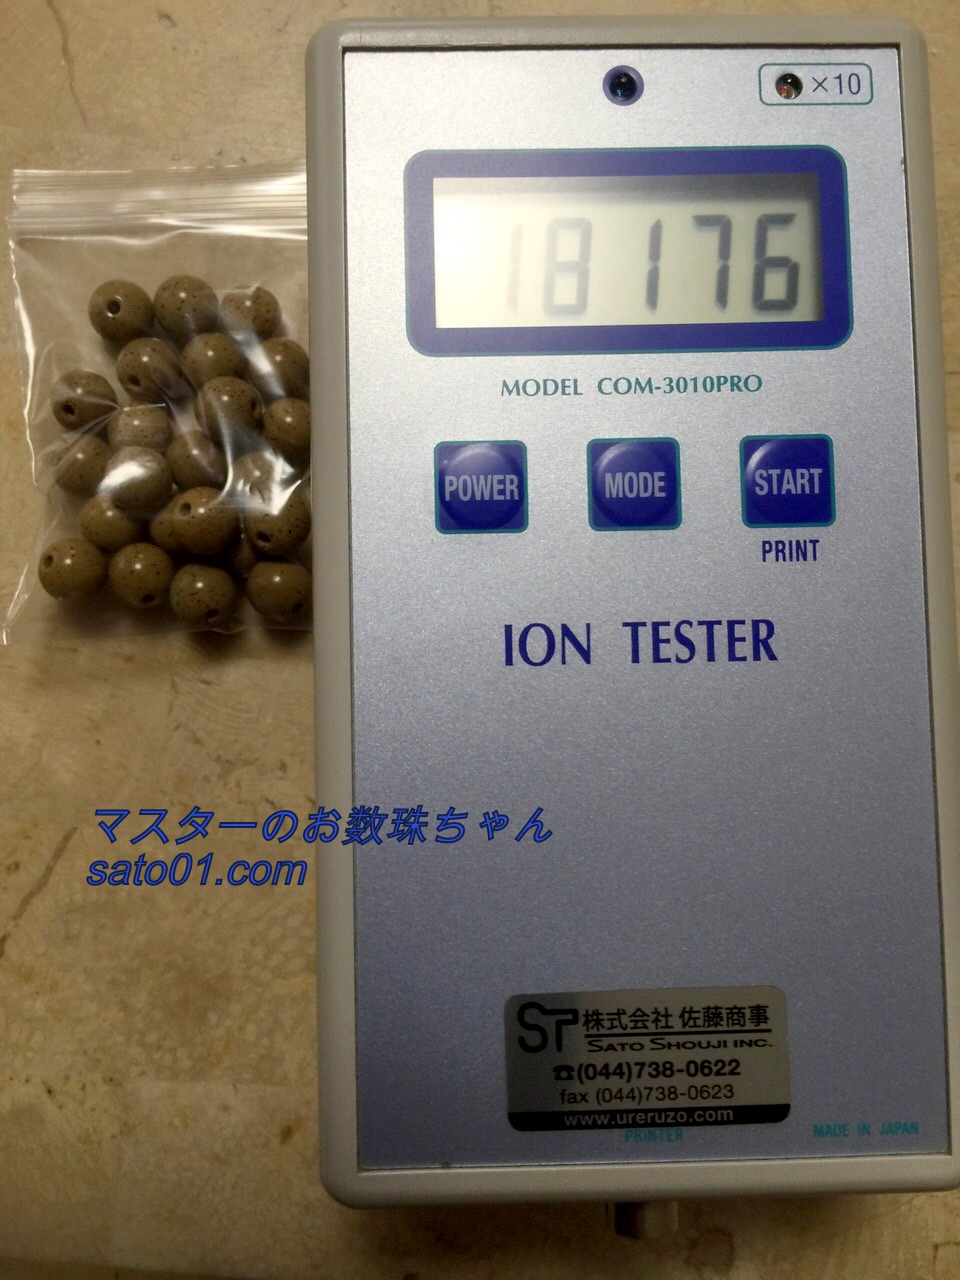 ×10
18176
MODEL COM-3010PRO
POWER
MODE
START
PRINT
ION TESTER
マスターのお数珠ちゃん
sato01.com
ST 株式会社 佐藤商事
SATO SHOUJI INC.
☎(044)738-0622
fax (044)738-0623
www.ureruzo.com
PRINTER
MADE IN JAPAN